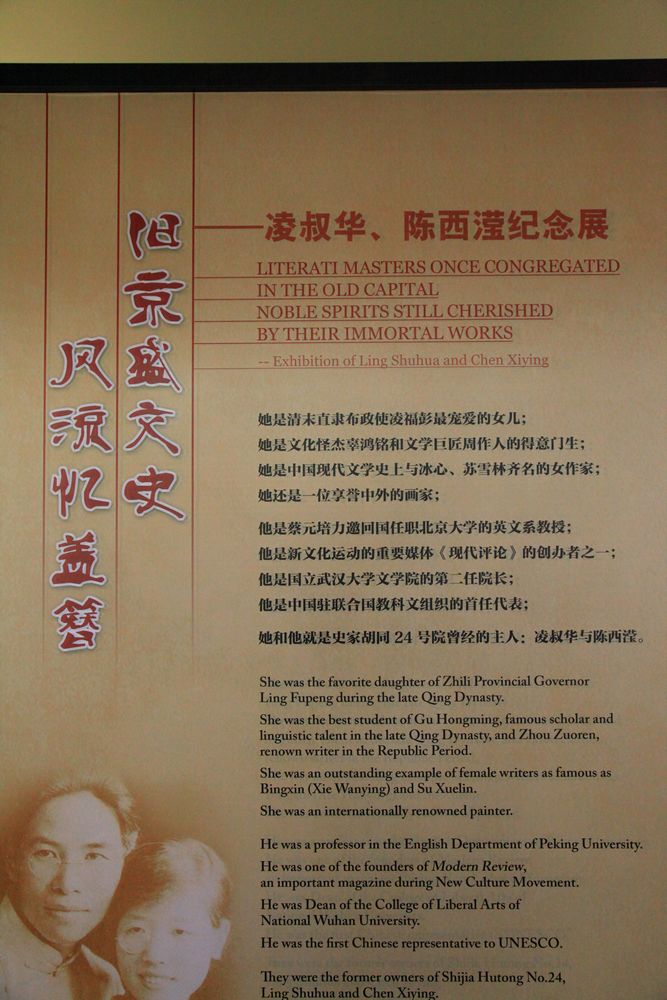 旧京盛文史
风流忆盖簪
——凌叔华、陈西滢纪念展
LITERATI MASTERS ONCE CONGREGATED
IN THE OLD CAPITAL
NOBLE SPIRITS STILL CHERISHED
BY THEIR IMMORTAL WORKS
-- Exhibition of Ling Shuhua and Chen Xiying
她是清末直隶布政使凌福彭最宠爱的女儿；
她是文化怪杰辜鸿铭和文学巨匠周作人的得意门生；
她是中国现代文学史上与冰心、苏雪林齐名的女作家；
她还是一位享誉中外的画家；
他是蔡元培力邀回国任职北京大学的英文系教授；
他是新文化运动的重要媒体《现代评论》的创办者之一；
他是国立武汉大学文学院的第二任院长；
他是中国驻联合国教科文组织的首任代表；
她和他就是史家胡同 24 号院曾经的主人：凌叔华与陈西滢。
She was the favorite daughter of Zhili Provincial Governor
Ling Fupeng during the late Qing Dynasty.
She was the best student of Gu Hongming, famous scholar and
linguistic talent in the late Qing Dynasty, and Zhou Zuoren,
renown writer in the Republic Period.
She was an outstanding example of female writers as famous as
Bingxin (Xie Wanying) and Su Xuelin.
She was an internationally renowned painter.
He was a professor in the English Department of Peking University.
He was one of the founders of Modern Review,
an important magazine during New Culture Movement.
He was Dean of the College of Liberal Arts of
National Wuhan University.
He was the first Chinese representative to UNESCO.
They were the former owners of Shijia Hutong No.24,
Ling Shuhua and Chen Xiying.